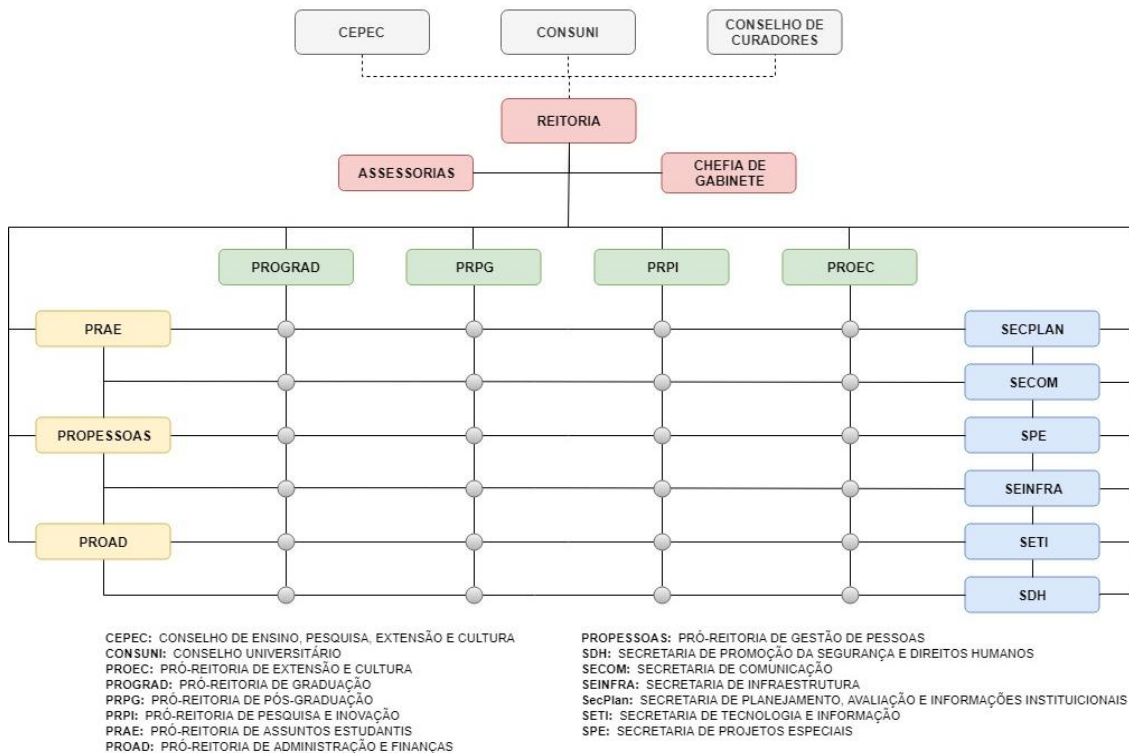 CEPEC
CONSUNI
CONSELHO DE
CURADORES
REITORIA
ASSESSORIAS
CHEFIA DE
GABINETE
PROGRAD
PRPG
PRPI
PROEC
PRAE
SECPLAN
SECOM
PROPESSOAS
SPE
SEINFRA
PROAD
SETI
SDH
CEPEC: CONSELHO DE ENSINO, PESQUISA, EXTENSÃO E CULTURA
CONSUNI: CONSELHO UNIVERSITÁRIO
PROEC: PRÓ-REITORIA DE EXTENSÃO E CULTURA
PROGRAD: PRÓ-REITORIA DE GRADUAÇÃO
PRPG: PRÓ-REITORIA DE PÓS-GRADUAÇÃO
PRPI: PRÓ-REITORIA DE PESQUISA E INOVAÇÃO
PRAE: PRÓ-REITORIA DE ASSUNTOS ESTUDANTIS
PROAD: PRÓ-REITORIA DE ADMINISTRAÇÃO E FINANÇAS
PROPESSOAS: PRÓ-REITORIA DE GESTÃO DE PESSOAS
SDH: SECRETARIA DE PROMOÇÃO DA SEGURANÇA E DIREITOS HUMANOS
SECOM: SECRETARIA DE COMUNICAÇÃO
SEINFRA: SECRETARIA DE INFRAESTRUTURA
SecPlan: SECRETARIA DE PLANEJAMENTO, AVALIAÇÃO E INFORMAÇÕES INSTITUICIONAIS
SETI: SECRETARIA DE TECNOLOGIA E INFORMAÇÃO
SPE: SECRETARIA DE PROJETOS ESPECIAIS